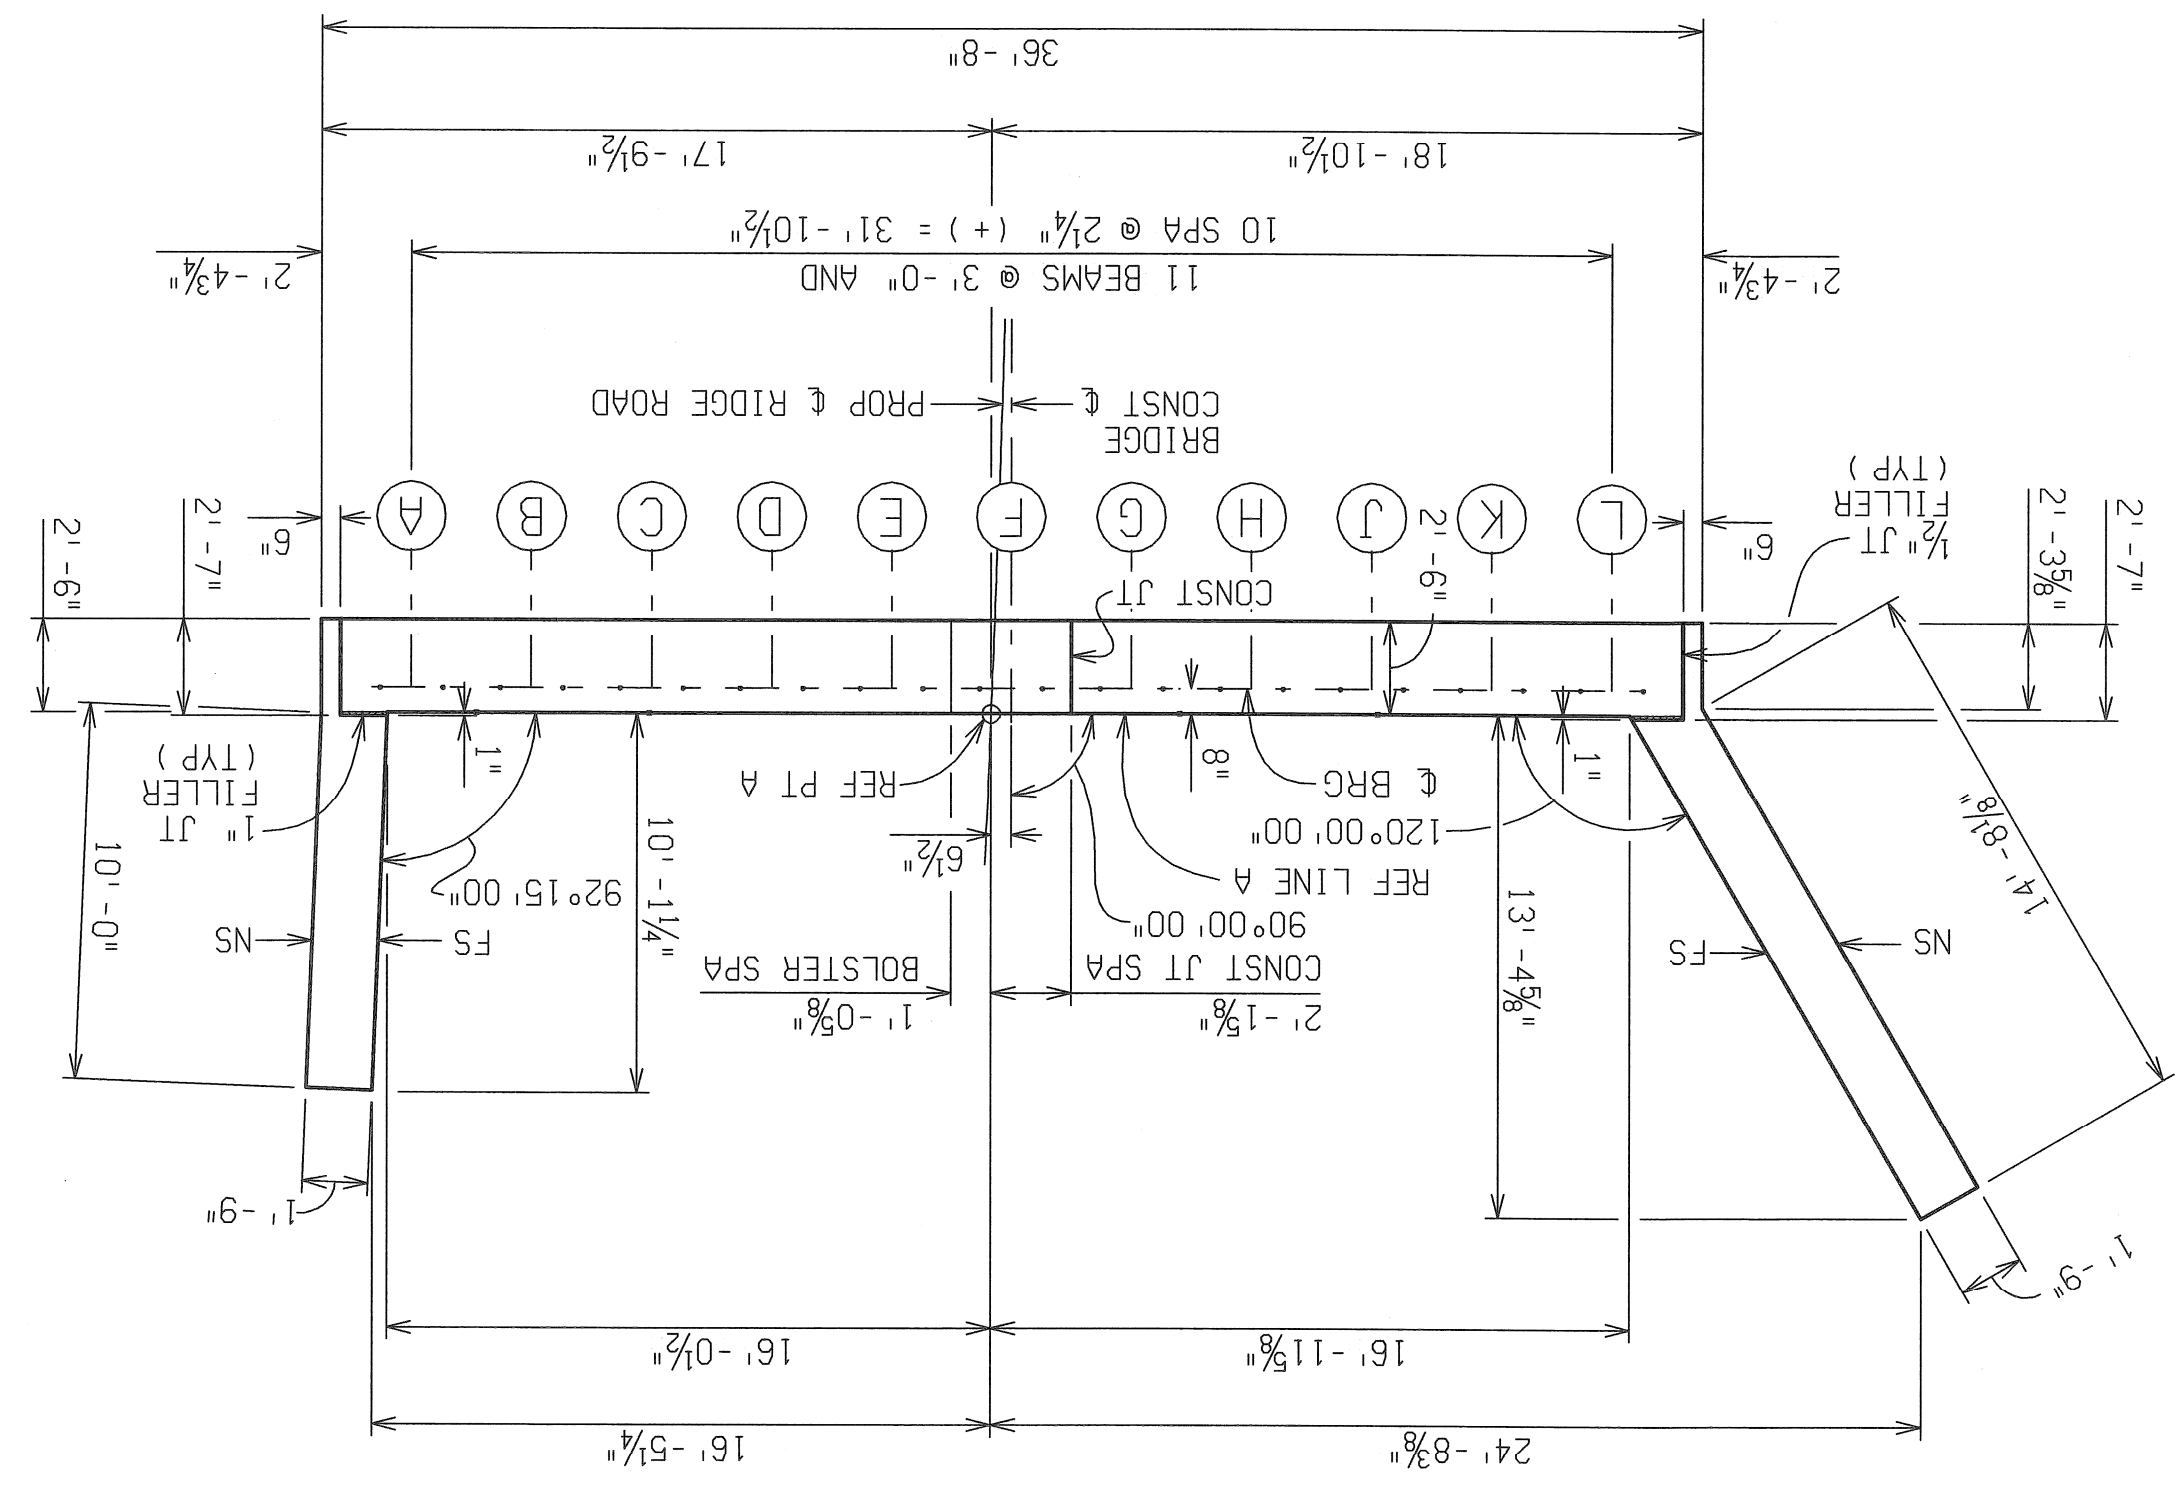 24'-8⅜"
16'-5¼"
16'-11⅝"
16'-0½"
1'-9"
1'-9"
2'-1⅝"
CONST JT SPA
1'-0⅝"
BOLSTER SPA
13'-4⅝"
14'-8⅛"
NS
FS
90°00'00"
REF LINE A
120°00'00"
℄ BRG
8"
1"
6½"
REF PT A
10'-1¼"
92°15'00"
FS
NS
10'-0"
1"
1" JT
FILLER
(TYP)
2'-7"
2'-3⅝"
½" JT
FILLER
(TYP)
6"
2'-6"
CONST JT
6"
2'-7"
2'-6"
L
K
J
H
G
F
E
D
C
B
A
BRIDGE
CONST ℄
PROP ℄ RIDGE ROAD
2'-4¾"
11 BEAMS @ 3'-0" AND
10 SPA @ 2¼" (+) = 31'-10½"
2'-4¾"
18'-10½"
17'-9½"
36'-8"